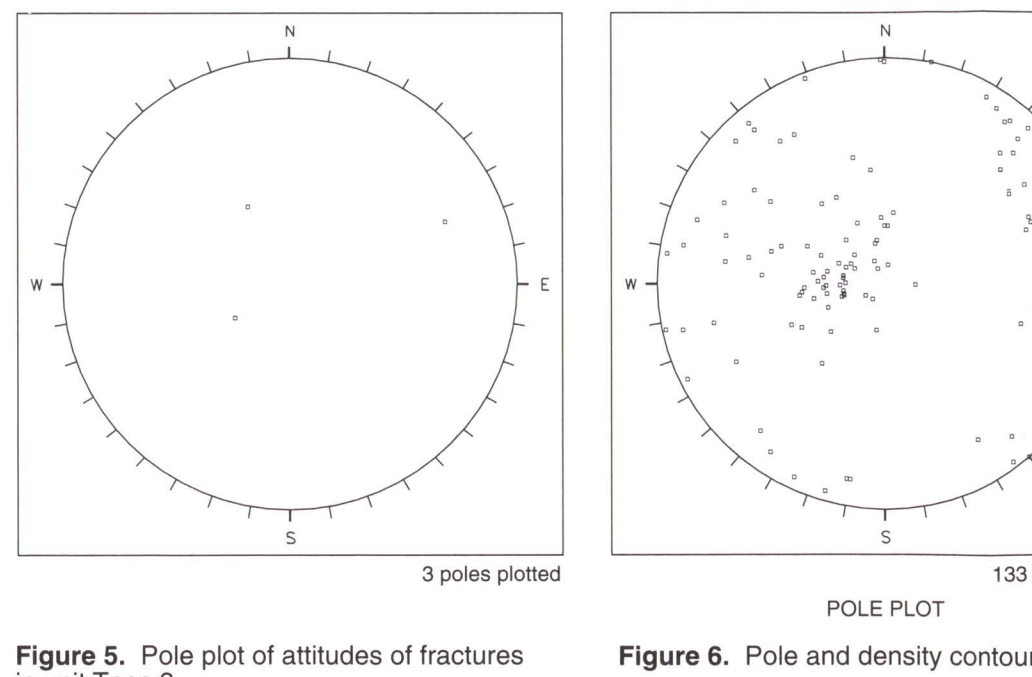 N
W
E
S
3 poles plotted
Figure 5. Pole plot of attitudes of fractures
N
W
S
133
POLE PLOT
Figure 6. Pole and density contour